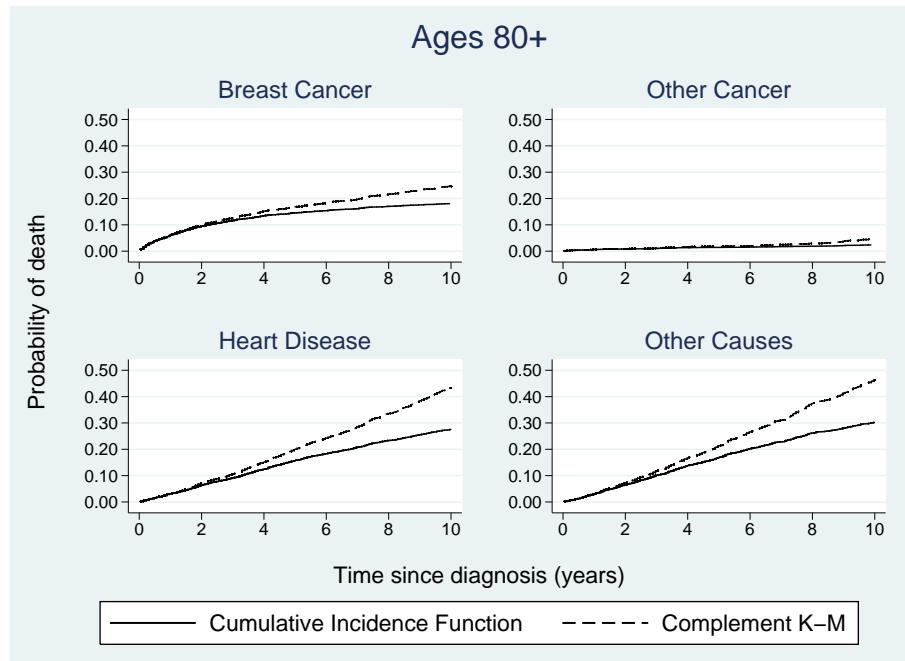 Ages 80+
Breast Cancer
Other Cancer
0.50
0.40
0.30
0.20
0.10
0.00
0 2 4 6 8 10
0.50
0.40
0.30
0.20
0.10
0.00
0 2 4 6 8 10
Heart Disease
Other Causes
0.50
0.40
0.30
0.20
0.10
0.00
0 2 4 6 8 10
0.50
0.40
0.30
0.20
0.10
0.00
0 2 4 6 8 10
Probability of death
Time since diagnosis (years)
Cumulative Incidence Function
Complement K−M